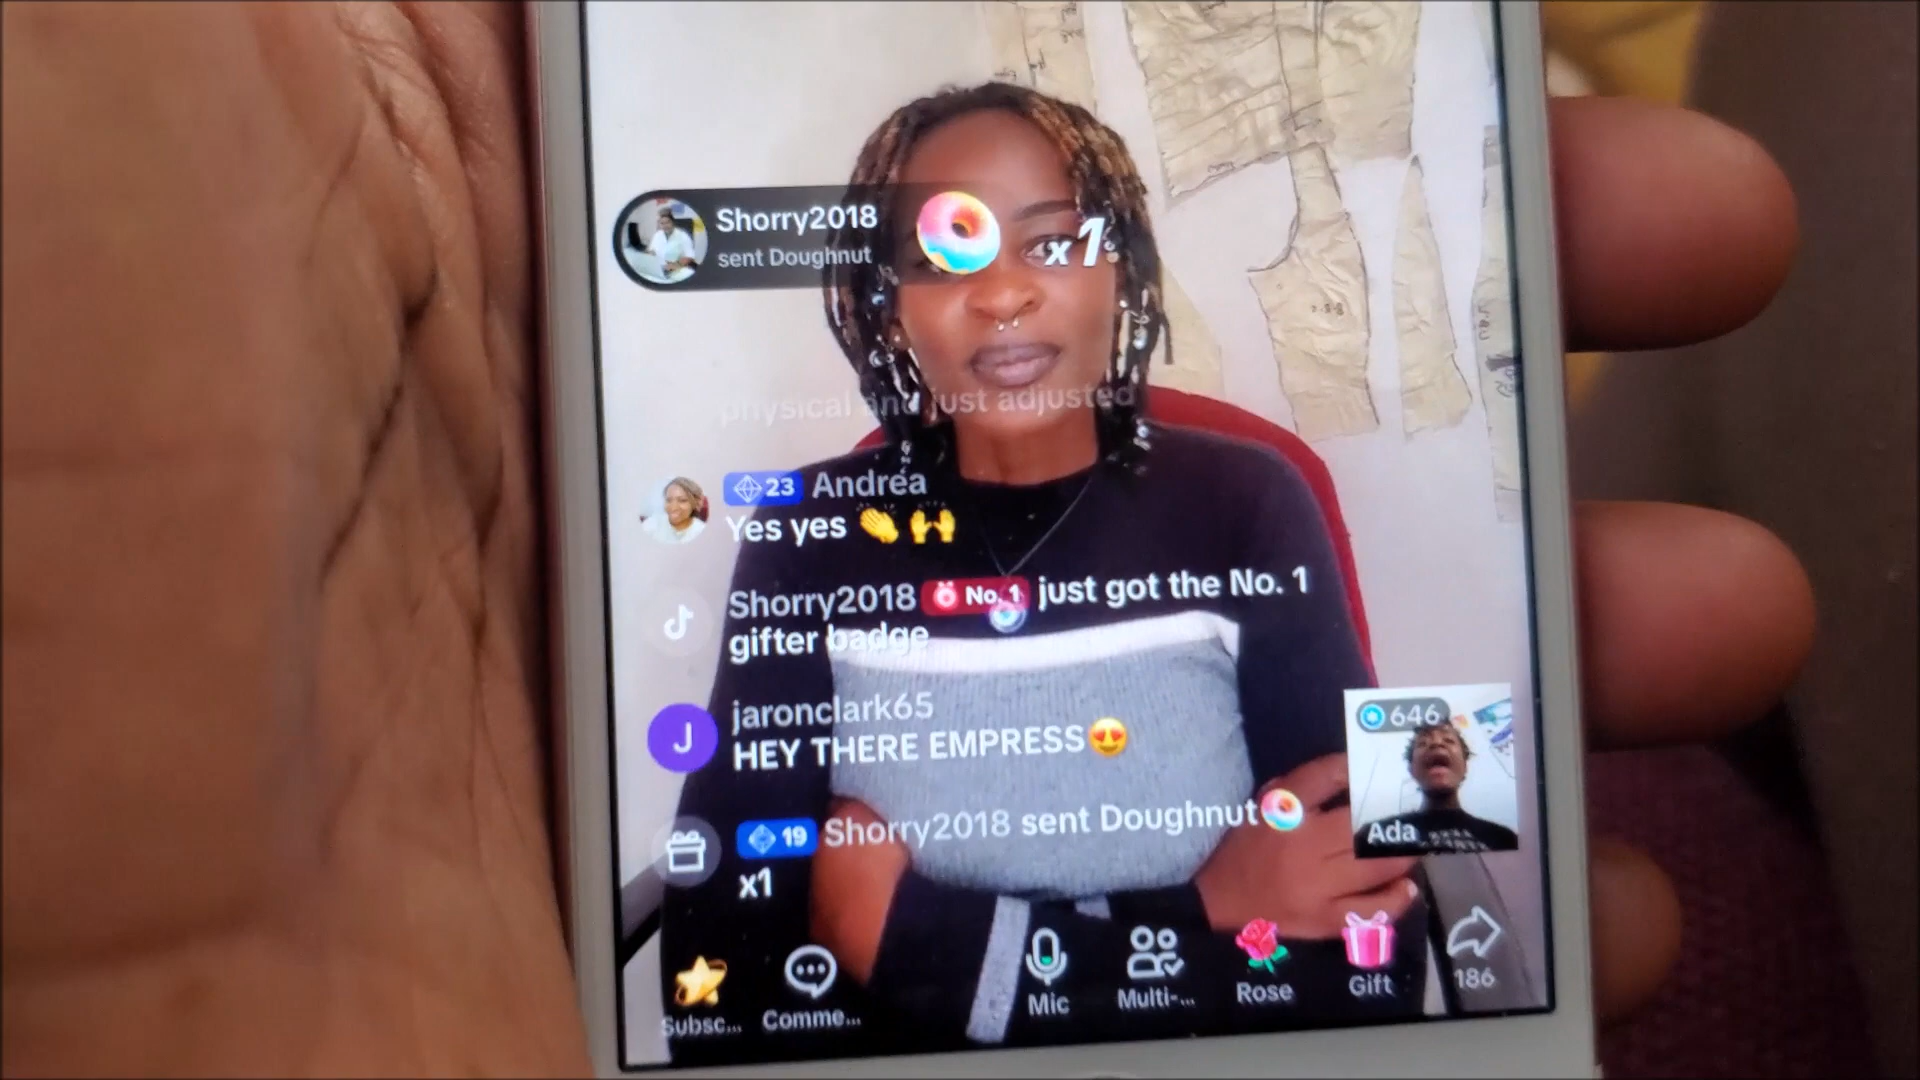 Shorry2018
sent Doughnut
x1
physical and just adjusted
23 Andréa
Yes yes 👏🙌
Shorry2018 No. 1 just got the No. 1
gifter badge
J
jaronclark65
HEY THERE EMPRESS😍
646
Ada
19 Shorry2018 sent Doughnut
x1
Subsc...
Comme...
Mic
Multi-...
Rose
Gift
186